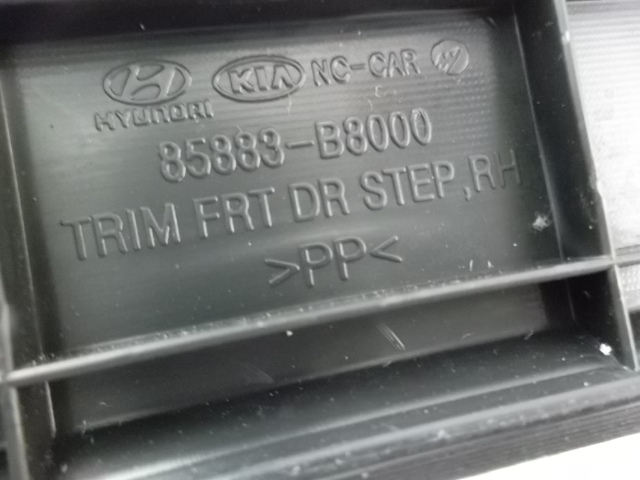 HYUNDAI KIA NC-CAR
85883-B8000
TRIM FRT DR STEP,RH
>PP<